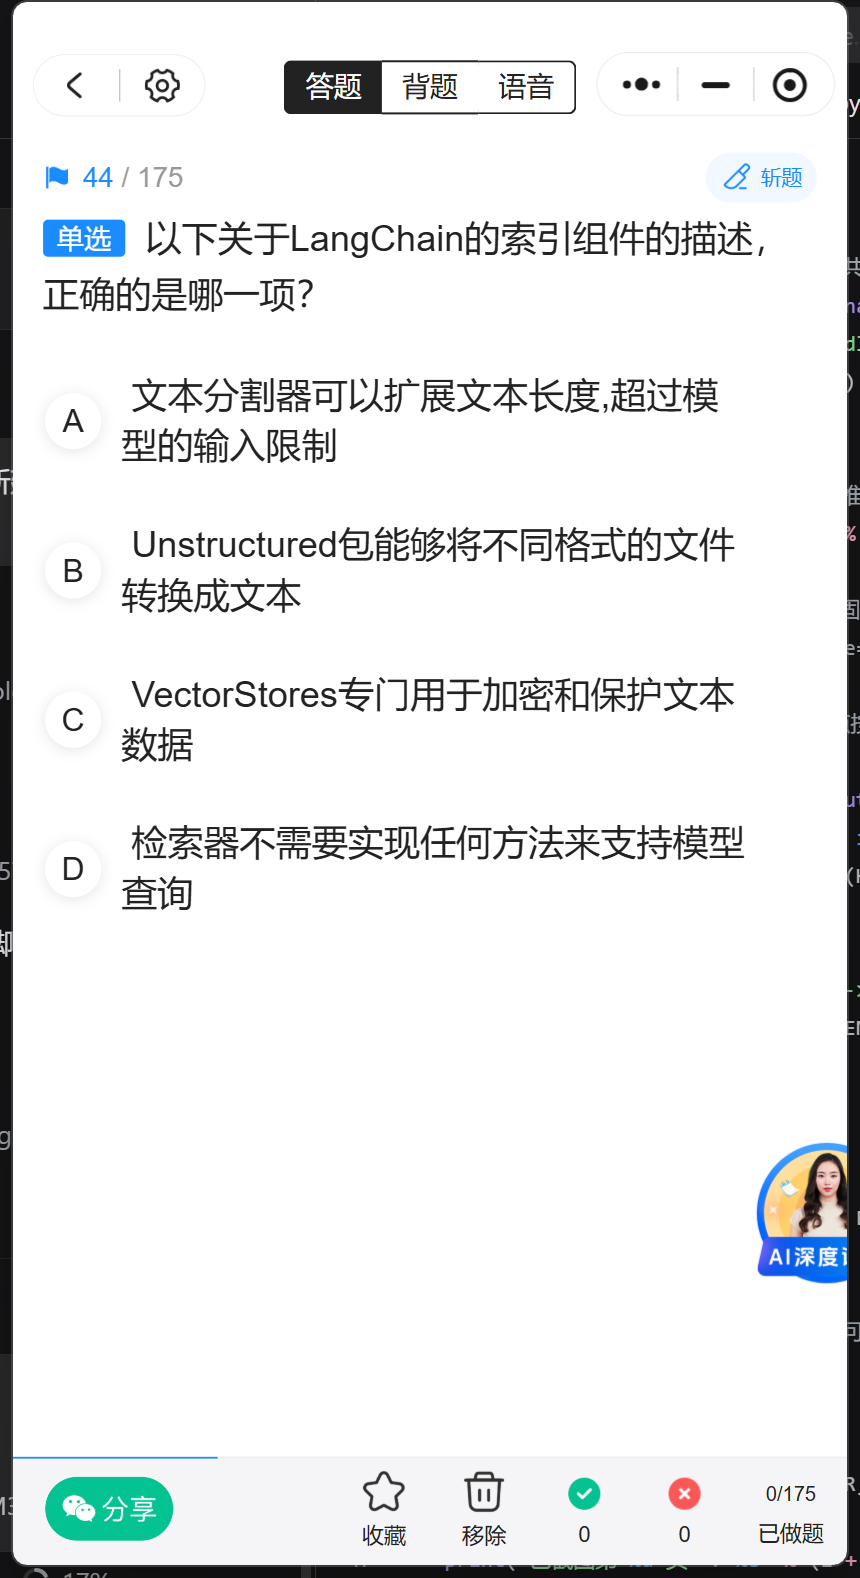 答题 背题 语音
44 / 175
斩题
单选 以下关于LangChain的索引组件的描述,
正确的是哪一项?
A 文本分割器可以扩展文本长度,超过模
型的输入限制
B Unstructured包能够将不同格式的文件
转换成文本
C VectorStores专门用于加密和保护文本
数据
D 检索器不需要实现任何方法来支持模型
查询
AI深度
分享
收藏
移除
0
0
0/175
已做题